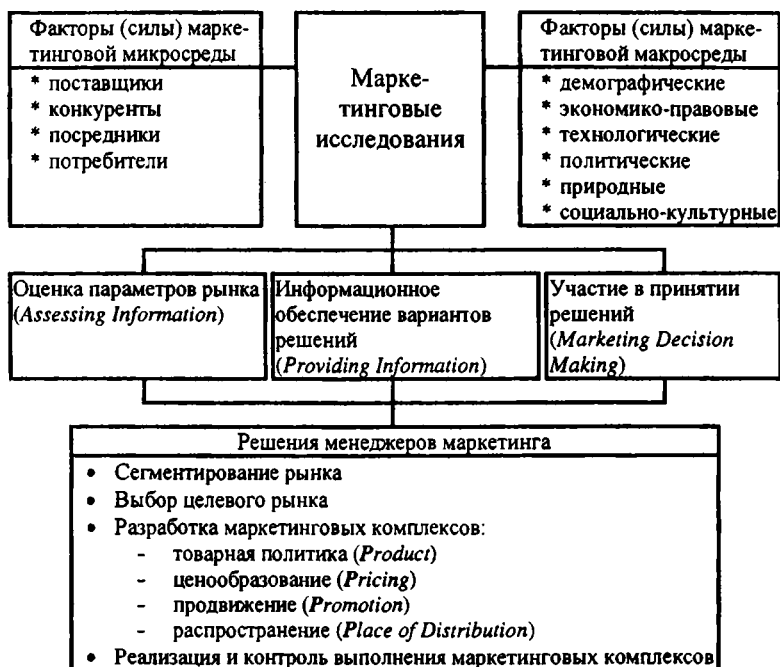 Факторы (силы) марке-
тинговой микросреды
* поставщики
* конкуренты
* посредники
* потребители
Марке-
тинговые
исследования
Факторы (силы) марке-
тинговой макросреды
* демографические
* экономико-правовые
* технологические
* политические
* природные
* социально-культурные
Оценка параметров рынка
(Assessing Information)
Информационное
обеспечение вариантов
решений
(Providing Information)
Участие в принятии
решений
(Marketing Decision
Making)
Решения менеджеров маркетинга
• Сегментирование рынка
• Выбор целевого рынка
• Разработка маркетинговых комплексов:
- товарная политика (Product)
- ценообразование (Pricing)
- продвижение (Promotion)
- распространение (Place of Distribution)
• Реализация и контроль выполнения маркетинговых комплексов